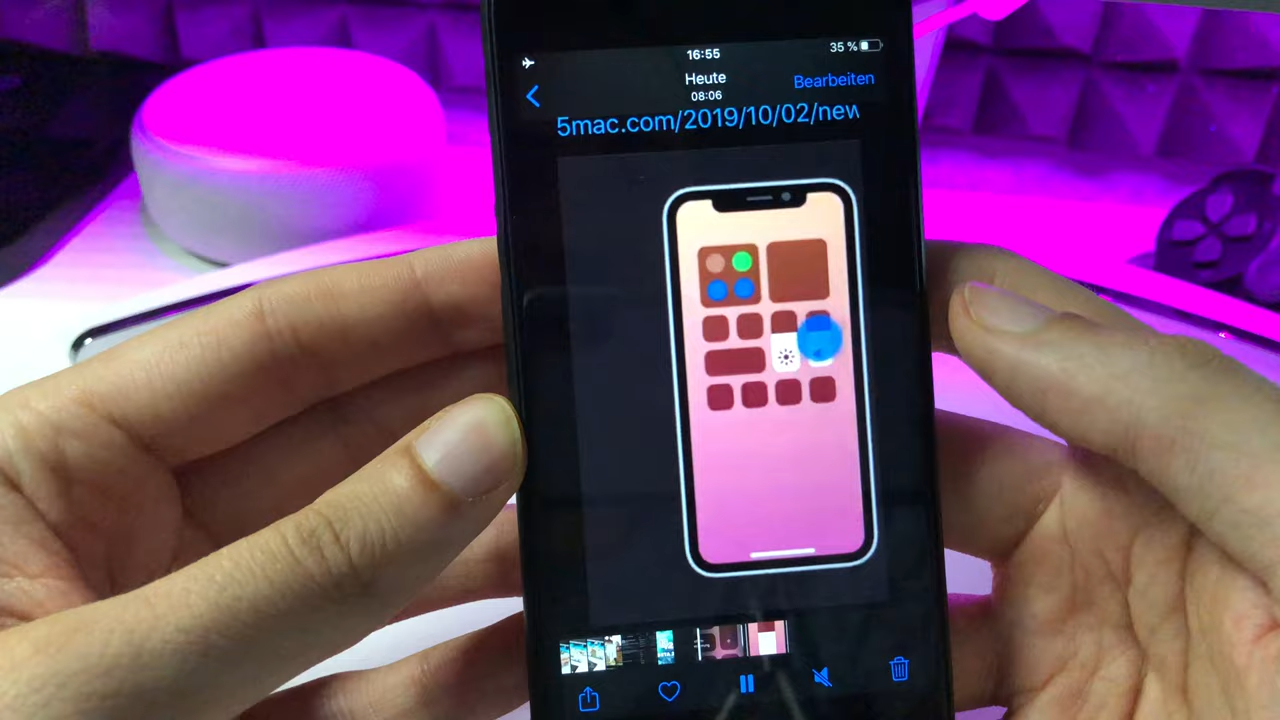 16:55
35 %
Heute
08:06
Bearbeiten
5mac.com/2019/10/02/new